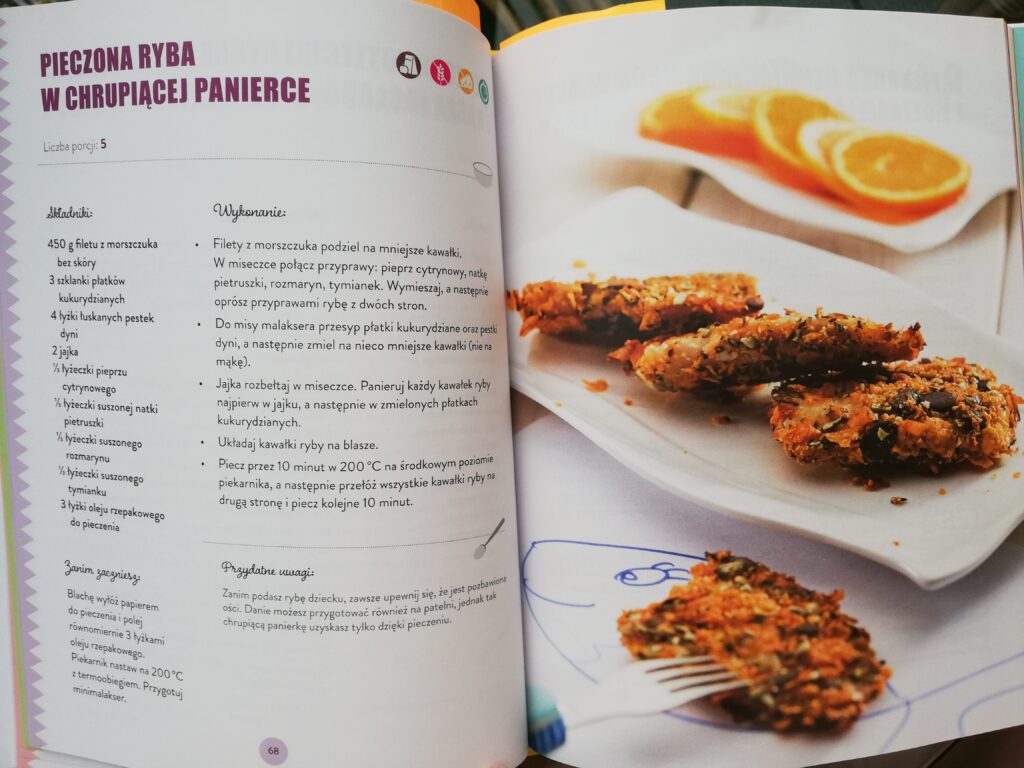 PIECZONA RYBA
W CHRUPIĄCEJ PANIERCE
Liczba porcji: 5
Składniki:
450 g filetu z morszczuka
bez skóry
3 szklanki płatków
kukurydzianych
4 łyżki łuskanych pestek
dyni
2 jajka
⅓ łyżeczki pieprzu
cytrynowego
⅓ łyżeczki suszonej natki
pietruszki
⅓ łyżeczki suszonego
rozmarynu
⅓ łyżeczki suszonego
tymianku
3 łyżki oleju rzepakowego
do pieczenia
Zanim zaczniesz:
Blachę wyłóż papierem
do pieczenia i polej
równomiernie 3 łyżkami
oleju rzepakowego.
Piekarnik nastaw na 200 °C
z termoobiegiem. Przygotuj
minimalakser.
Wykonanie:
• Filety z morszczuka podziel na mniejsze kawałki.
W miseczce połącz przyprawy: pieprz cytrynowy, natkę
pietruszki, rozmaryn, tymianek. Wymieszaj, a następnie
oprósz przyprawami rybę z dwóch stron.
• Do misy malaksera przesyp płatki kukurydziane oraz pestki
dyni, a następnie zmiel na nieco mniejsze kawałki (nie na
mąkę).
• Jajka rozbełtaj w miseczce. Panieruj każdy kawałek ryby
najpierw w jajku, a następnie w zmielonych płatkach
kukurydzianych.
• Układaj kawałki ryby na blasze.
• Piecz przez 10 minut w 200 °C na środkowym poziomie
piekarnika, a następnie przełóż wszystkie kawałki ryby na
drugą stronę i piecz kolejne 10 minut.
Przydatne uwagi:
Zanim podasz rybę dziecku, zawsze upewnij się, że jest pozbawiona
ości. Danie możesz przygotować również na patelni, jednak tak
chrupiącą panierkę uzyskasz tylko dzięki pieczeniu.
68